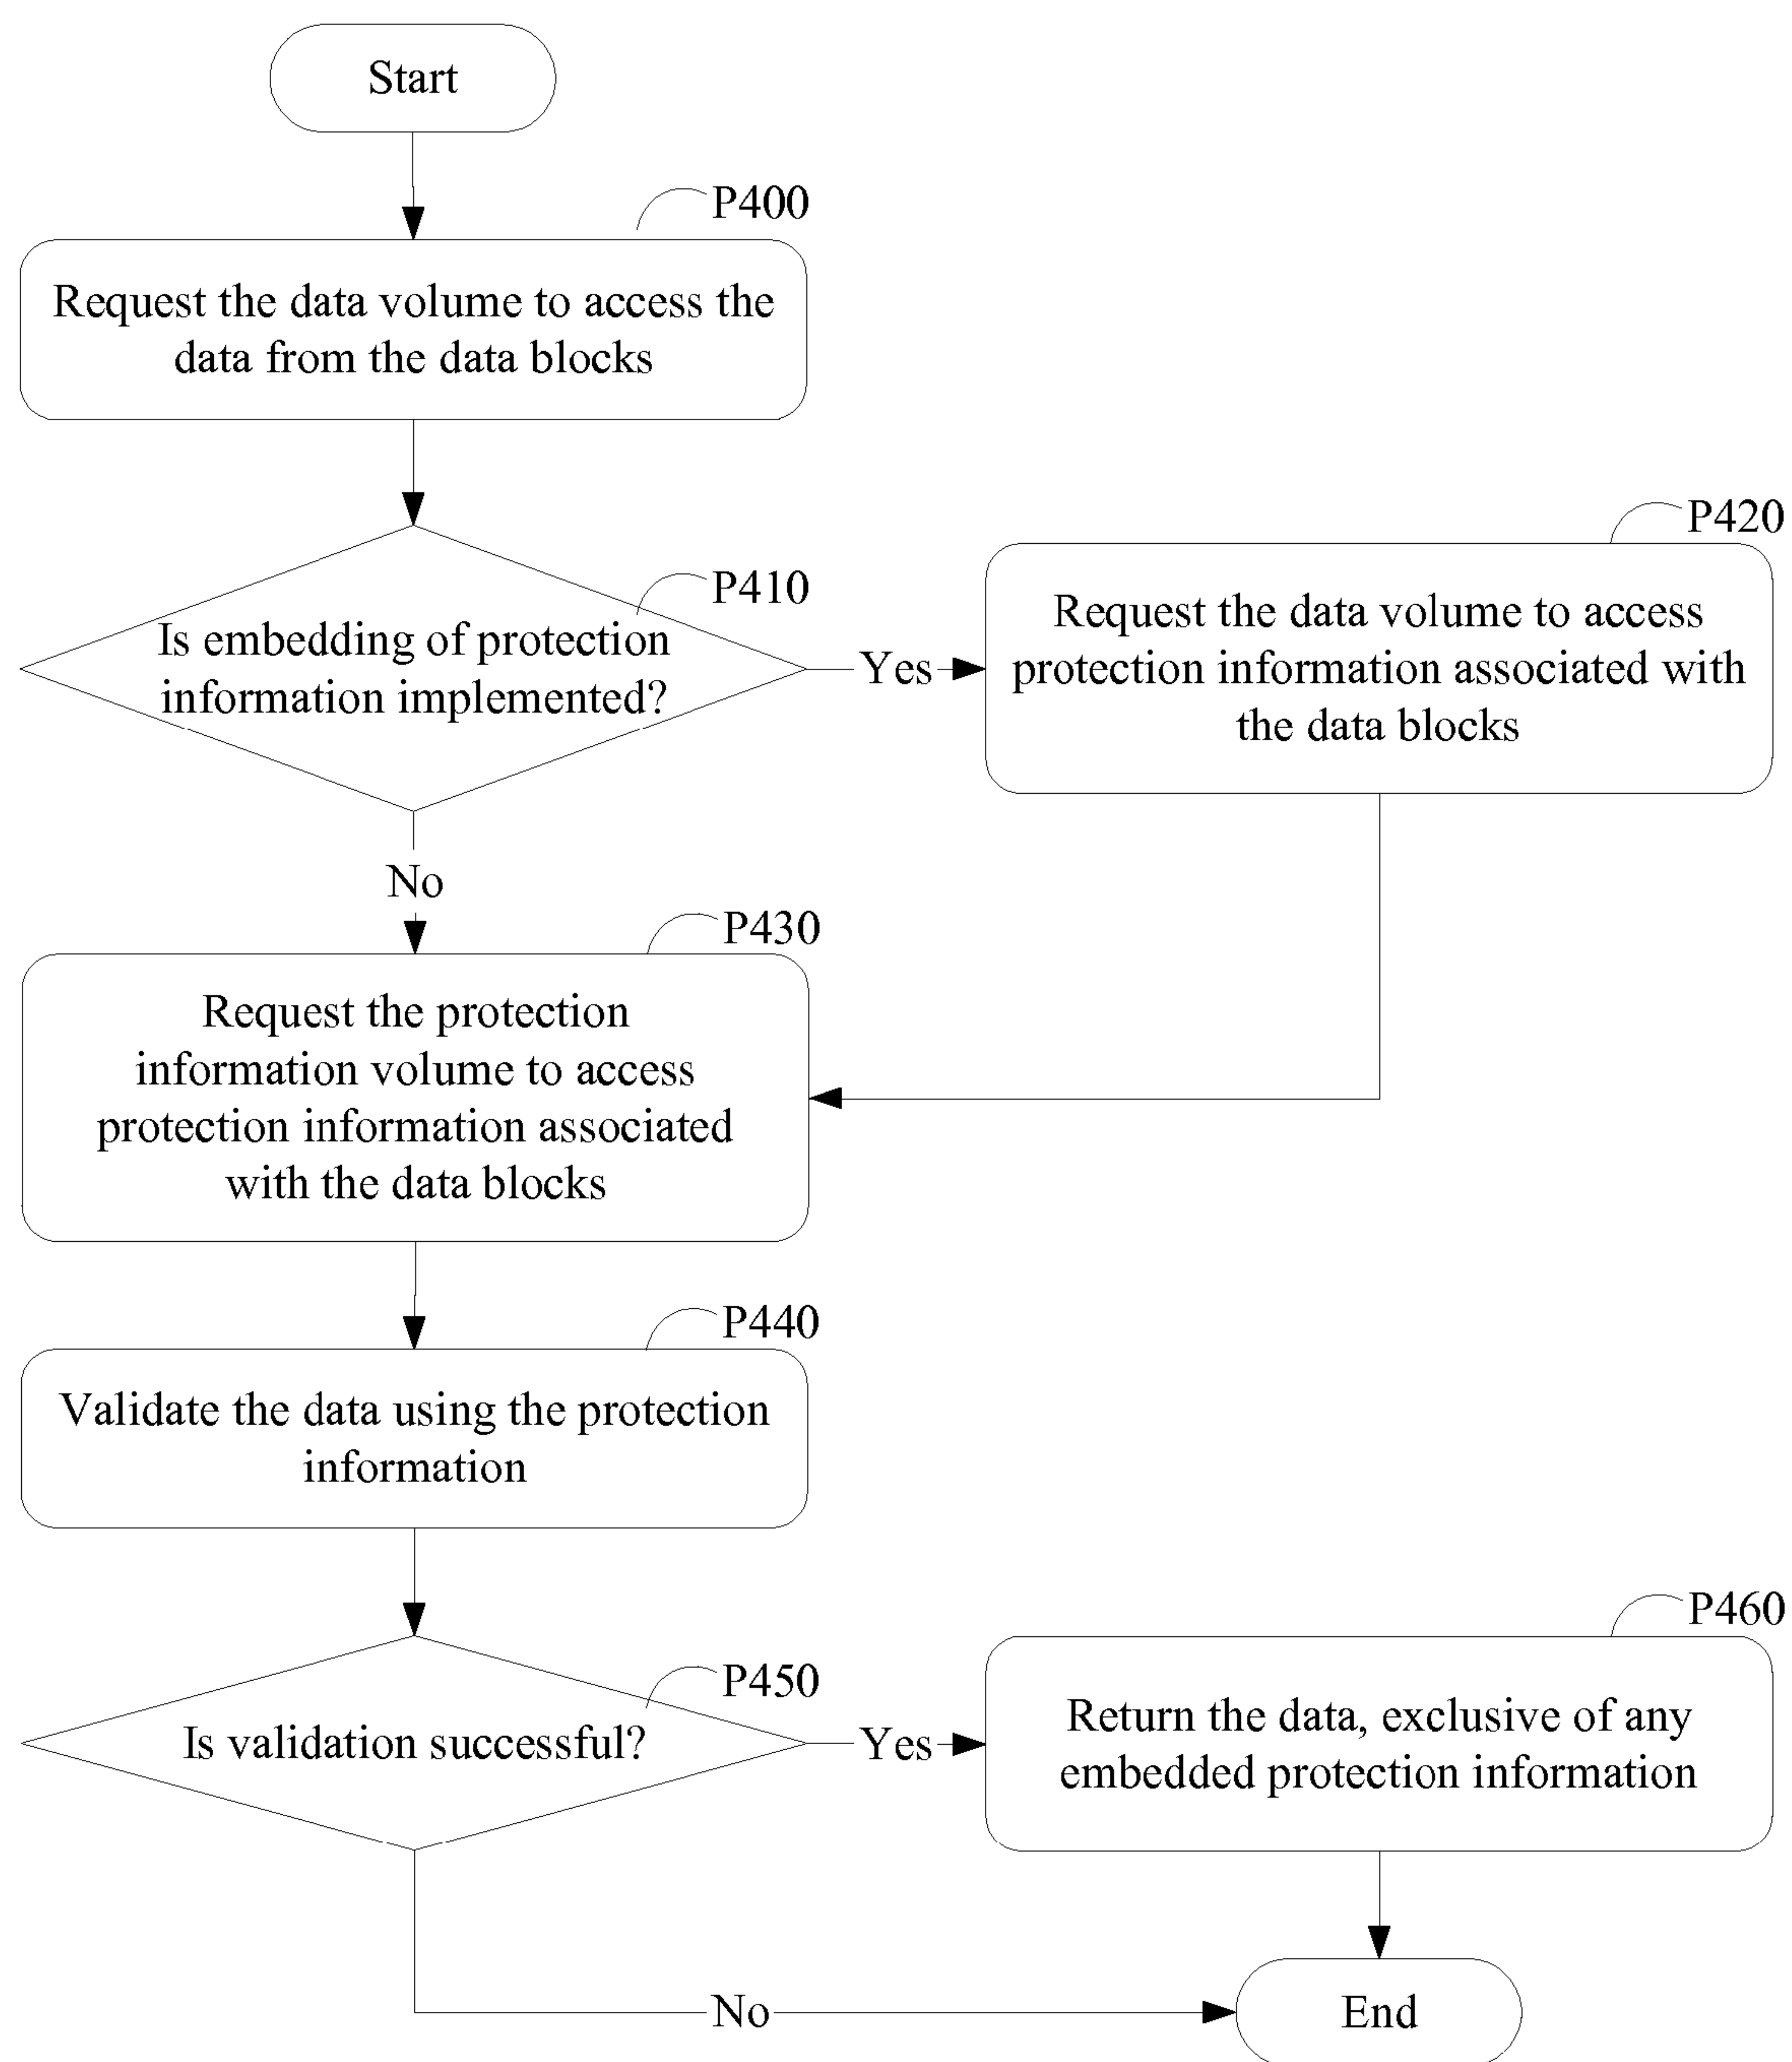 Start
P400
Request the data volume to access the
data from the data blocks
P410
Is embedding of protection
information implemented?
Yes
P420
Request the data volume to access
protection information associated with
the data blocks
No
P430
Request the protection
information volume to access
protection information associated
with the data blocks
P440
Validate the data using the protection
information
P450
Is validation successful?
Yes
P460
Return the data, exclusive of any
embedded protection information
No
End